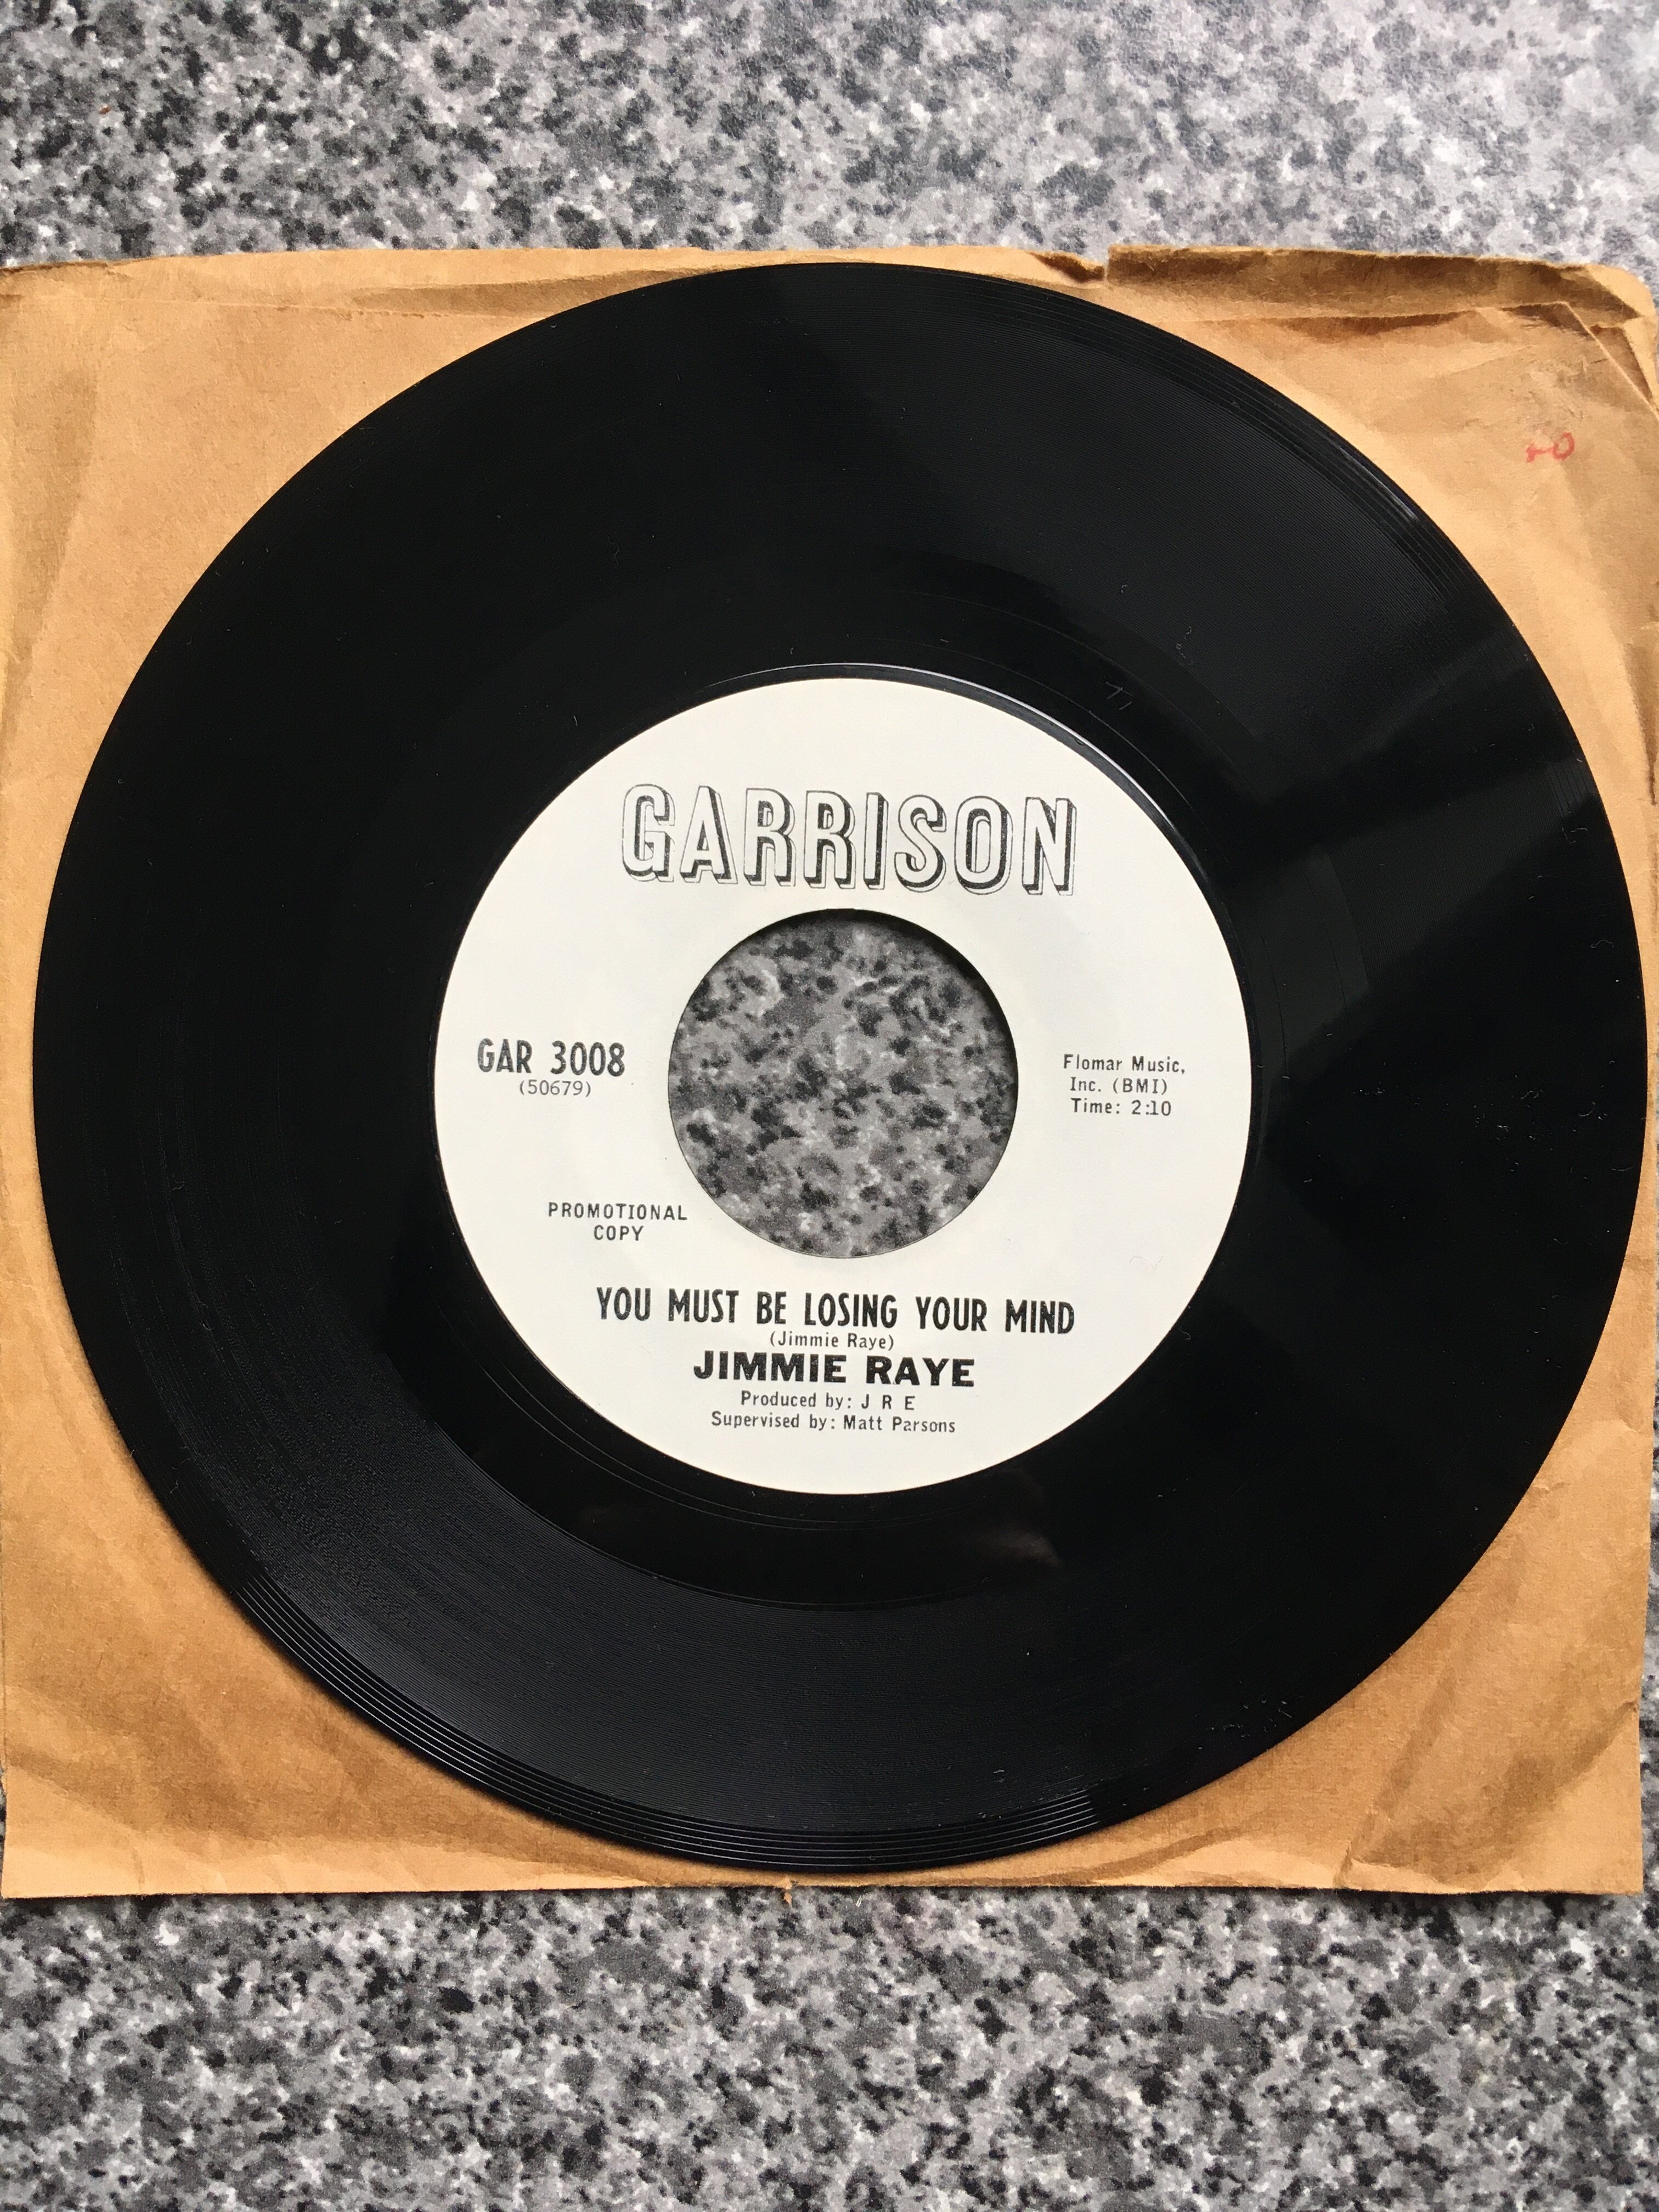 GARRISON
GAR 3008
(50679)
Flomar Music,
Inc. (BMI)
Time: 2:10
PROMOTIONAL
COPY
YOU MUST BE LOSING YOUR MIND
(Jimmie Raye)
JIMMIE RAYE
Produced by: J R E
Supervised by: Matt Parsons